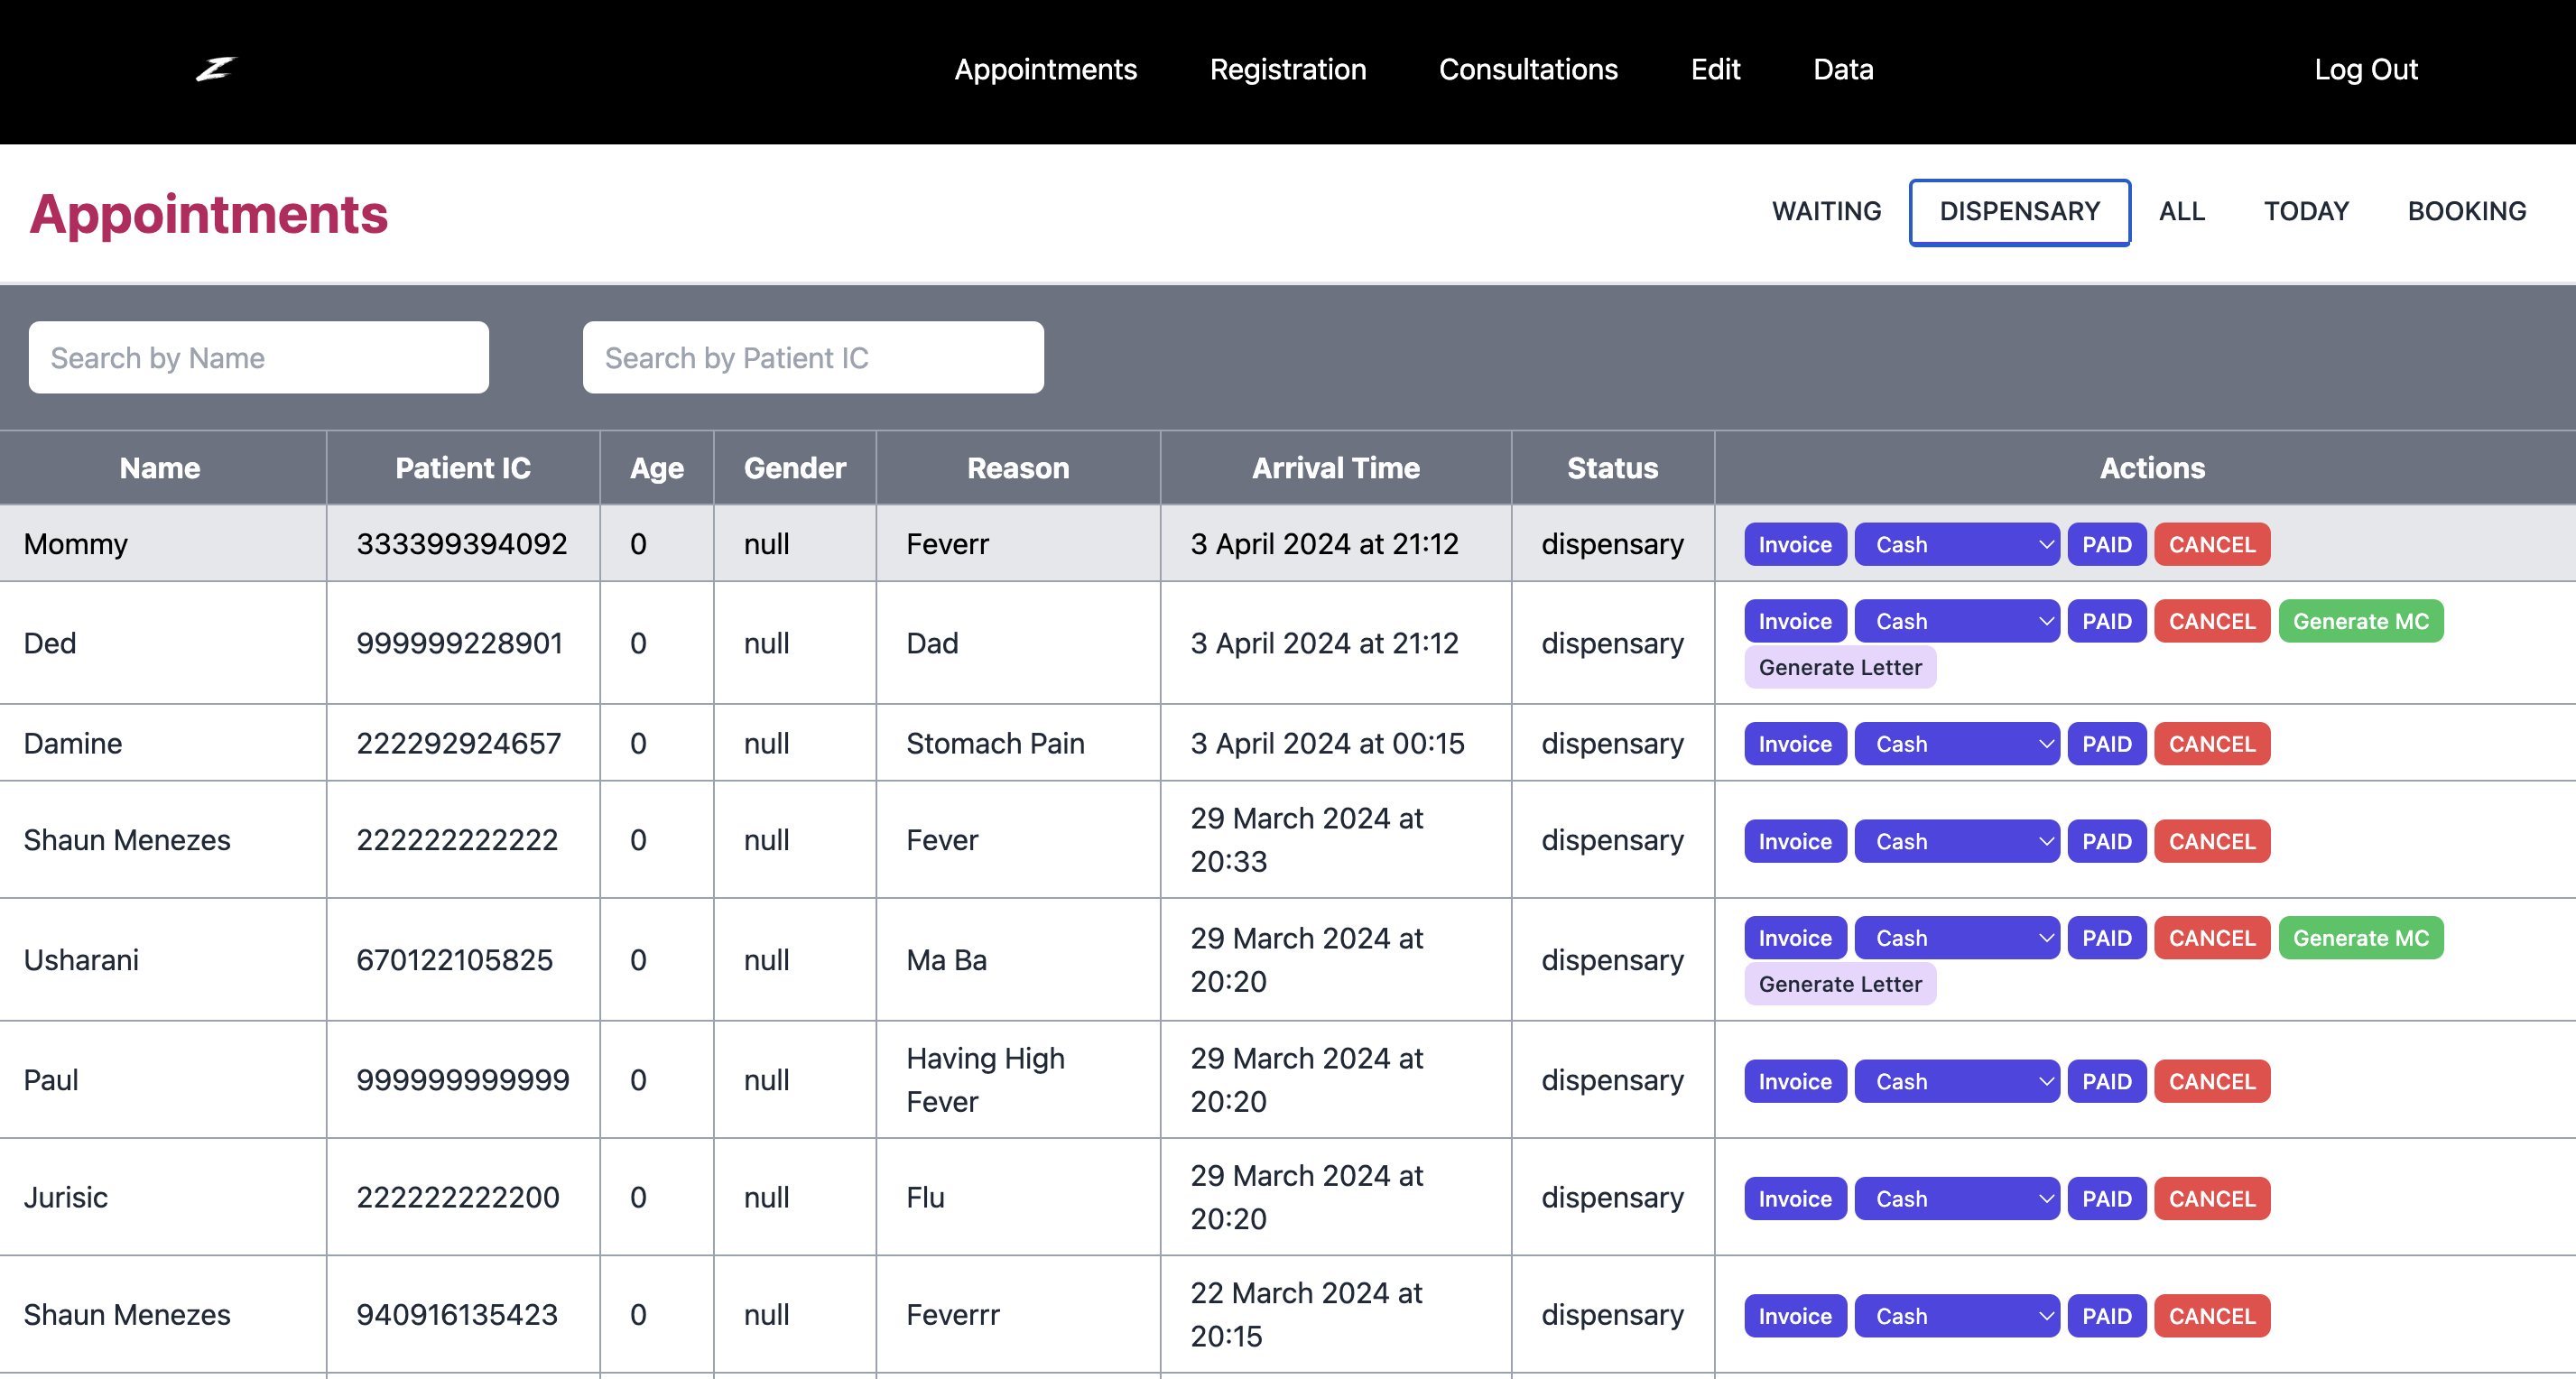 Z
Appointments Registration Consultations Edit Data Log Out
Appointments WAITING DISPENSARY ALL TODAY BOOKING
Search by Name Search by Patient IC
Name Patient IC Age Gender Reason Arrival Time Status Actions
Mommy 333399394092 0 null Feverr 3 April 2024 at 21:12 dispensary Invoice Cash PAID CANCEL
Ded 999999228901 0 null Dad 3 April 2024 at 21:12 dispensary Invoice Cash PAID CANCEL Generate MC
Generate Letter
Damine 222292924657 0 null Stomach Pain 3 April 2024 at 00:15 dispensary Invoice Cash PAID CANCEL
Shaun Menezes 222222222222 0 null Fever 29 March 2024 at
20:33 dispensary Invoice Cash PAID CANCEL
Usharani 670122105825 0 null Ma Ba 29 March 2024 at
20:20 dispensary Invoice Cash PAID CANCEL Generate MC
Generate Letter
Paul 999999999999 0 null Having High
Fever 29 March 2024 at
20:20 dispensary Invoice Cash PAID CANCEL
Jurisic 222222222200 0 null Flu 29 March 2024 at
20:20 dispensary Invoice Cash PAID CANCEL
Shaun Menezes 940916135423 0 null Feverrr 22 March 2024 at
20:15 dispensary Invoice Cash PAID CANCEL